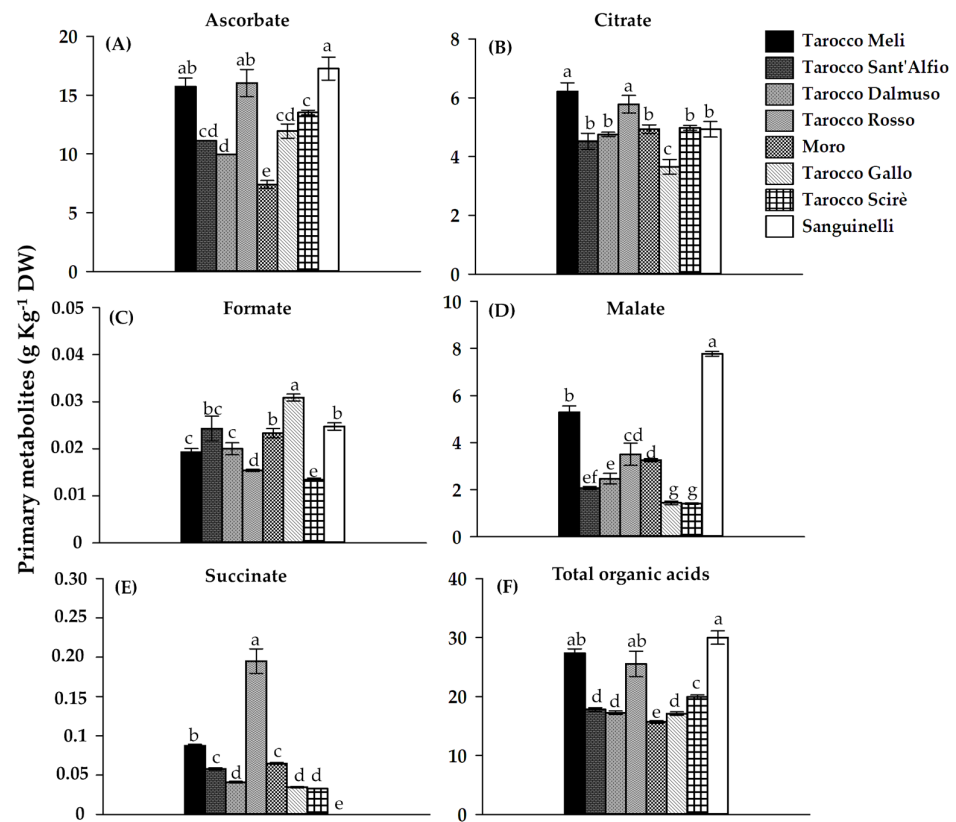 Primary metabolites (g Kg-1 DW)
Ascorbate
(A)
20
15
10
5
0
ab
cd
d
ab
e
cd
c
a
Citrate
(B)
8
6
4
2
0
a
b
b
a
b
c
b
b
Tarocco Meli
Tarocco Sant'Alfio
Tarocco Dalmuso
Tarocco Rosso
Moro
Tarocco Gallo
Tarocco Scirè
Sanguinelli
Formate
(C)
0.05
0.04
0.03
0.02
0.01
0
c
bc
c
d
b
a
e
b
Malate
(D)
10
8
6
4
2
0
b
ef
e
cd
d
g
g
a
Succinate
(E)
0.30
0.25
0.20
0.15
0.1
0.05
0
b
c
d
a
c
d
d
e
Total organic acids
(F)
40
30
20
10
0
ab
d
d
ab
e
d
c
a